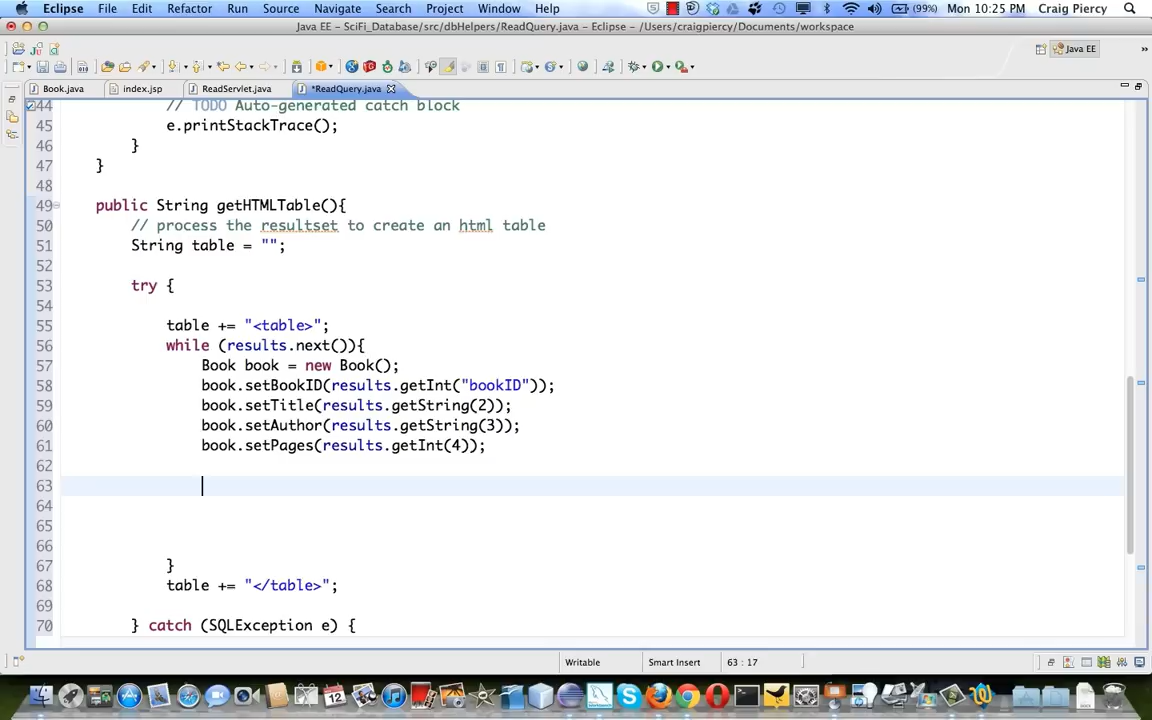 Eclipse File Edit Navigate Search Project Refactor Run Source Window Help (99%) Mon 10:25 PM Craig Piercy
Java EE - SciFi_Database/src/dbHelpers/ReadQuery.java - Eclipse - /Users/craigpiercy/Documents/workspace
Java EE
Book.java index.jsp ReadServlet.java *ReadQuery.java
44 // TODO Auto-generated catch block
45 e.printStackTrace();
46 }
47 }
48
49 public String getHTMLTable(){
50 // process the resultset to create an html table
51 String table = "";
52
53 try {
54
55 table += "<table>";
56 while (results.next()){
57 Book book = new Book();
58 book.setBookID(results.getInt("bookID"));
59 book.setTitle(results.getString(2));
60 book.setAuthor(results.getString(3));
61 book.setPages(results.getInt(4));
62
63
64
65
66
67 }
68 table += "</table>";
69
70 } catch (SQLException e) {
Writable Smart Insert 63 : 17